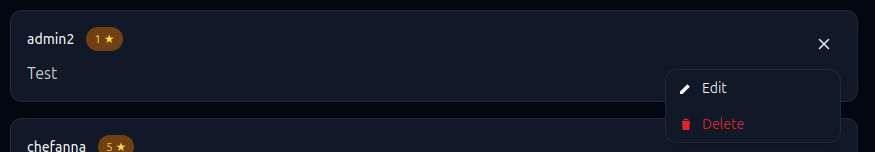 admin2 1 ★
Test
Edit
Delete
chefanna 5 ★